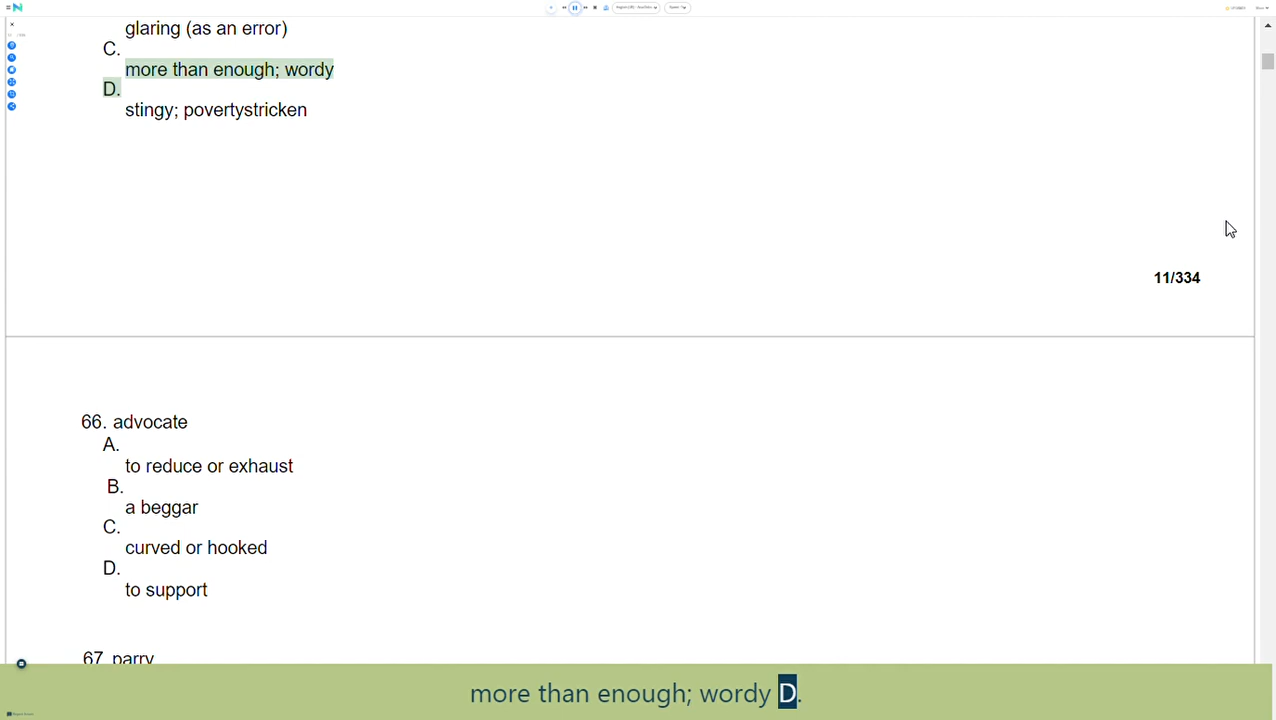 glaring (as an error)
C.
more than enough; wordy
D.
stingy; povertystricken
11/334
66. advocate
A.
to reduce or exhaust
B.
a beggar
C.
curved or hooked
D.
to support
67. parry
more than enough; wordy D.